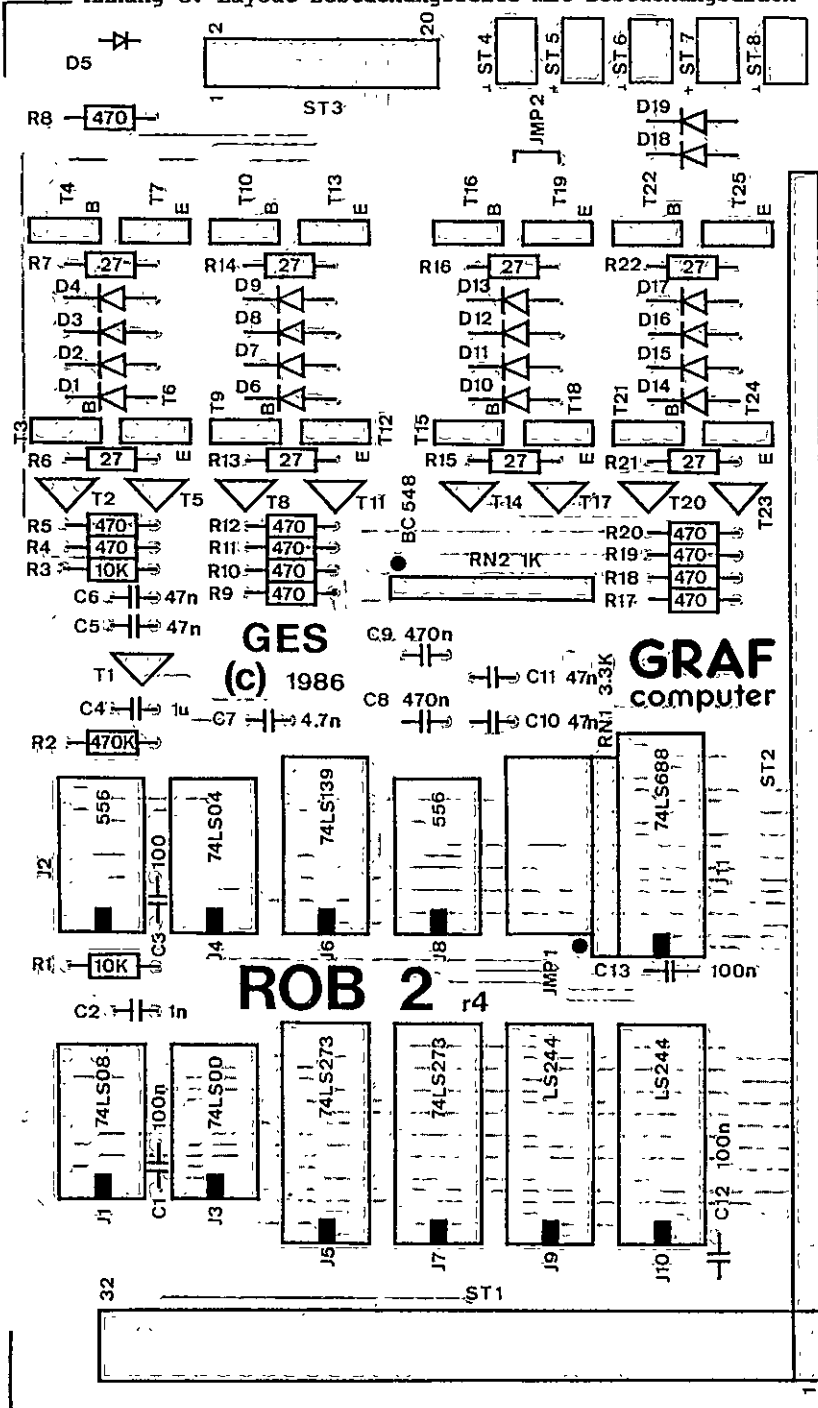 Anhang C: Layout Bestückungsseite mit Bestückungsdruck
D5
2
20
1
ST3
ST 4
ST 5
ST 6
ST 7
ST 8
R8 470
JMP2
D19
D18
T4 B T7 E T10 B T13 E T16 B T19 E T22 B T25 E
R7 27 R14 27 R16 27 R22 27
D4 D9 D13 D17
D3 D8 D12 D16
D2 D7 D11 D15
D1 D6 D10 D14
T3 B T6 E T9 B T12 E T15 B T18 E T21 B T24 E
R6 27 R13 27 R15 27 R21 27
T2 T5 T8 T11 T14 T17 T20 T23
BC 548
R5 470 R12 470 R20 470
R4 470 R11 470 RN2 1K R19 470
R3 10K R10 470 R18 470
C6 47n R9 470 R17 470
C5 47n
GES
(c) 1986
C9 470n
GRAF
computer
T1
C11 47n
RN1 3.3K
C4 1u C7 4.7n C8 470n C10 47n
R2 470K
ST2
J2 556
C3 100
J4 74LS04
J6 74LS139
J8 556
JMP1
J11 74LS688
R1 10K
C13 100n
ROB 2 r4
C2 1n
J1 74LS08
C1 100n
J3 74LS00
J5 74LS273
J7 74LS273
J9 LS244
J10 LS244
C12 100n
32
ST1
1